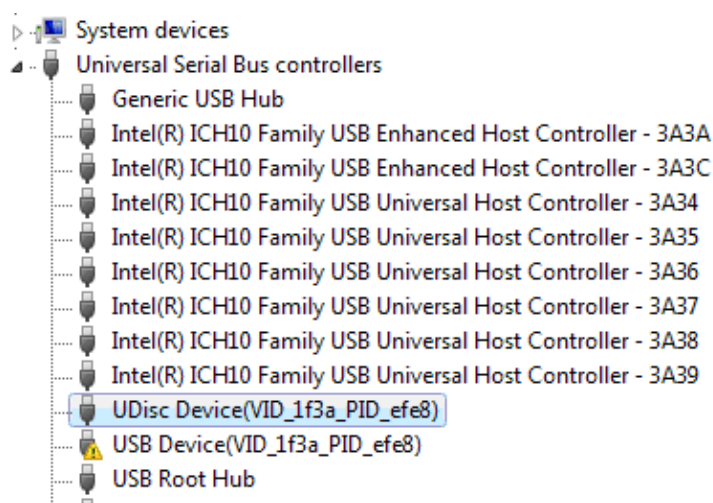 System devices
Universal Serial Bus controllers
Generic USB Hub
Intel(R) ICH10 Family USB Enhanced Host Controller - 3A3A
Intel(R) ICH10 Family USB Enhanced Host Controller - 3A3C
Intel(R) ICH10 Family USB Universal Host Controller - 3A34
Intel(R) ICH10 Family USB Universal Host Controller - 3A35
Intel(R) ICH10 Family USB Universal Host Controller - 3A36
Intel(R) ICH10 Family USB Universal Host Controller - 3A37
Intel(R) ICH10 Family USB Universal Host Controller - 3A38
Intel(R) ICH10 Family USB Universal Host Controller - 3A39
UDisc Device(VID_1f3a_PID_efe8)
USB Device(VID_1f3a_PID_efe8)
USB Root Hub